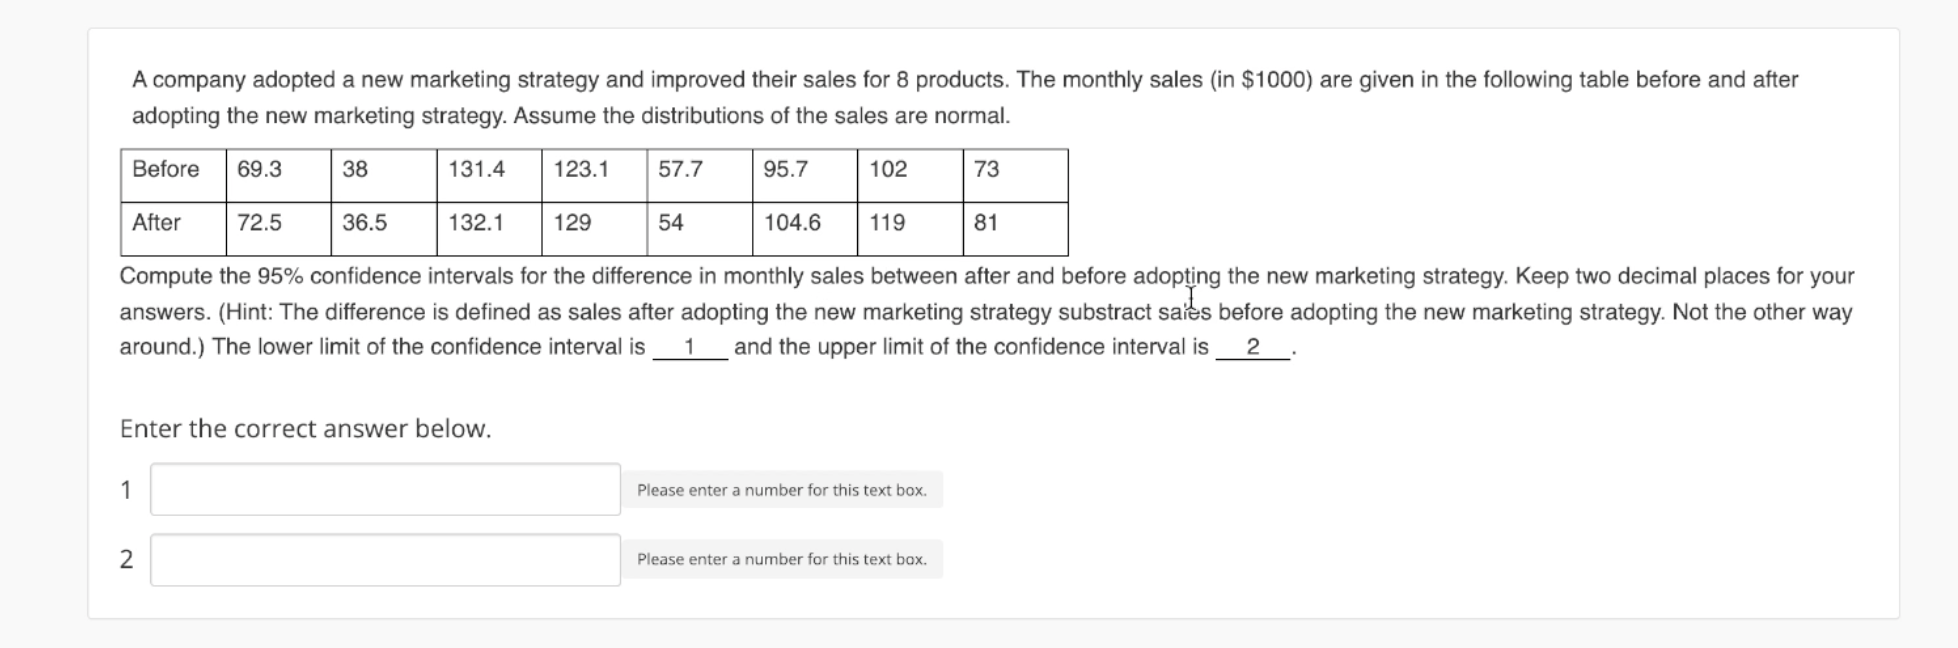 A company adopted a new marketing strategy and improved their sales for 8 products. The monthly sales (in $1000) are given in the following table before and after
adopting the new marketing strategy. Assume the distributions of the sales are normal.
Before 69.3 38 131.4 123.1 57.7 95.7 102 73
After 72.5 36.5 132.1 129 54 104.6 119 81
Compute the 95% confidence intervals for the difference in monthly sales between after and before adopting the new marketing strategy. Keep two decimal places for your
answers. (Hint: The difference is defined as sales after adopting the new marketing strategy substract sales before adopting the new marketing strategy. Not the other way
around.) The lower limit of the confidence interval is 1 and the upper limit of the confidence interval is 2 .
Enter the correct answer below.
1 Please enter a number for this text box.
2 Please enter a number for this text box.